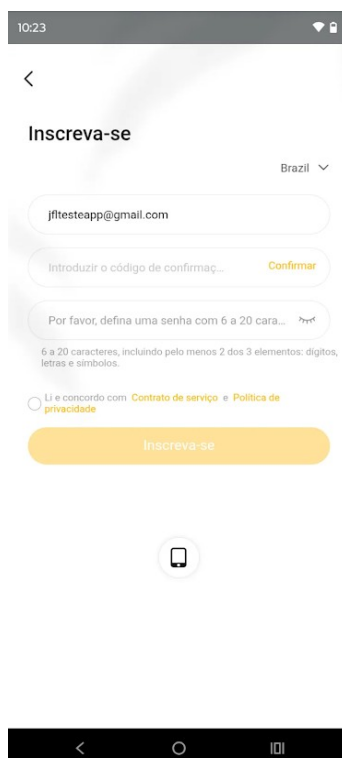 10:23
Inscreva-se
Brazil
jfltesteapp@gmail.com
Introduzir o código de confirmaç...
Confirmar
Por favor, defina uma senha com 6 a 20 cara...
6 a 20 caracteres, incluindo pelo menos 2 dos 3 elementos: dígitos,
letras e símbolos.
Li e concordo com Contrato de serviço e Política de
privacidade
Inscreva-se